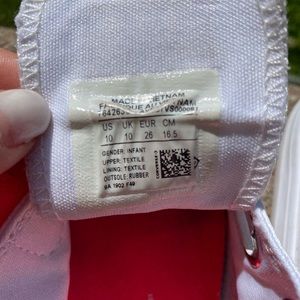 MADE IN VIETNAM
US UK EUR CM
10 10 26 16.5
GENDER: INFANT
UPPER: TEXTILE
LINING: TEXTILE
OUTSOLE: RUBBER
CONVERSE